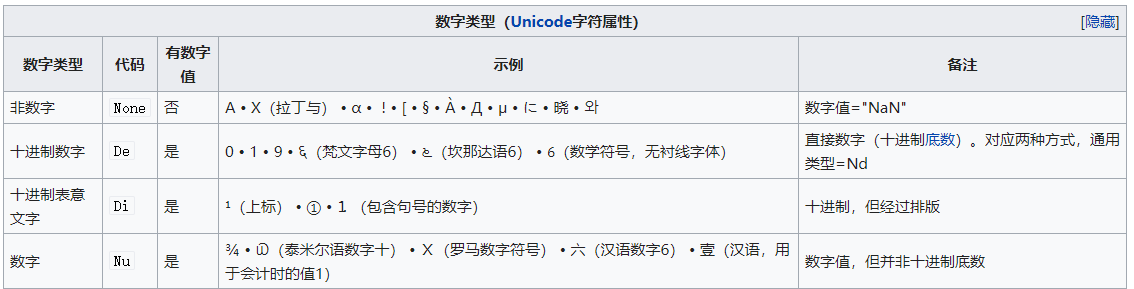 数字类型（Unicode字符属性） [隐藏]
数字类型 代码 有数字值 示例 备注
非数字 None 否 A • X（拉丁与）• α • ! • [ • § • À • Д • μ • に • 晓 • 와 数字值="NaN"
十进制数字 De 是 0 • 1 • 9 • ६（梵文字母6）• ೬（坎那达语6）• 𝟨（数学符号，无衬线字体） 直接数字（十进制底数）。对应两种方式，通用
类型=Nd
十进制表意
文字 Di 是 ¹（上标）• ① • ⒈（包含句号的数字） 十进制，但经过排版
数字 Nu 是 ¾ • ௰（泰米尔语数字十）• Ⅹ（罗马数字符号）• 六（汉语数字6）• 壹（汉语，用
于会计时的值1） 数字值，但并非十进制底数